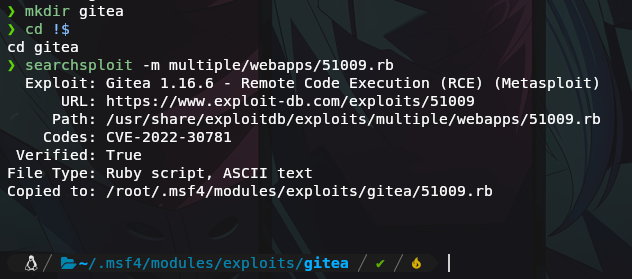 ❯ mkdir gitea
❯ cd !$
cd gitea
❯ searchsploit -m multiple/webapps/51009.rb
  Exploit: Gitea 1.16.6 - Remote Code Execution (RCE) (Metasploit)
      URL: https://www.exploit-db.com/exploits/51009
     Path: /usr/share/exploitdb/exploits/multiple/webapps/51009.rb
    Codes: CVE-2022-30781
 Verified: True
File Type: Ruby script, ASCII text
Copied to: /root/.msf4/modules/exploits/gitea/51009.rb
~/.msf4/modules/exploits/gitea / ✔ /